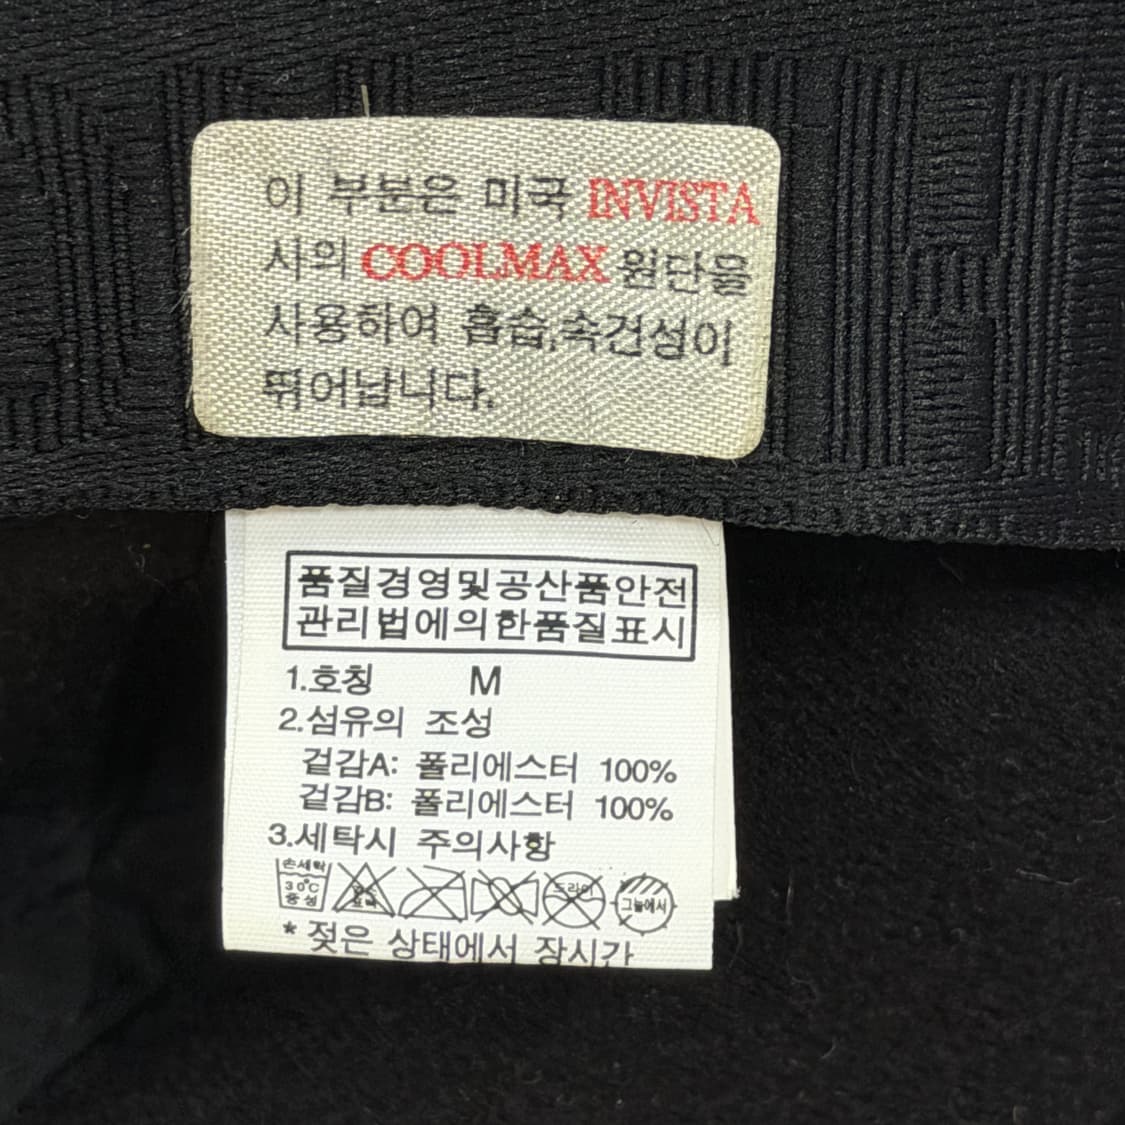 이 부분은 미국 INVISTA
사의 COOLMAX 원단을
사용하여 흡습,속건성이
뛰어납니다.
품질경영및공산품안전
관리법에의한품질표시
1.호칭 M
2.섬유의 조성
겉감A: 폴리에스터 100%
겉감B: 폴리에스터 100%
3.세탁시 주의사항
손세탁 30℃ 중성 염소 표백 드라이 그늘에서
* 젖은 상태에서 장시간